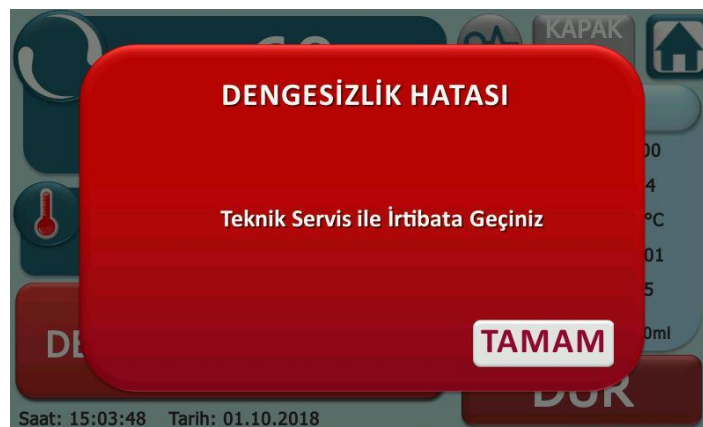 KAPAK
DENGESİZLİK HATASI
Teknik Servis ile İrtibata Geçiniz
TAMAM
DUR
Saat: 15:03:48 Tarih: 01.10.2018